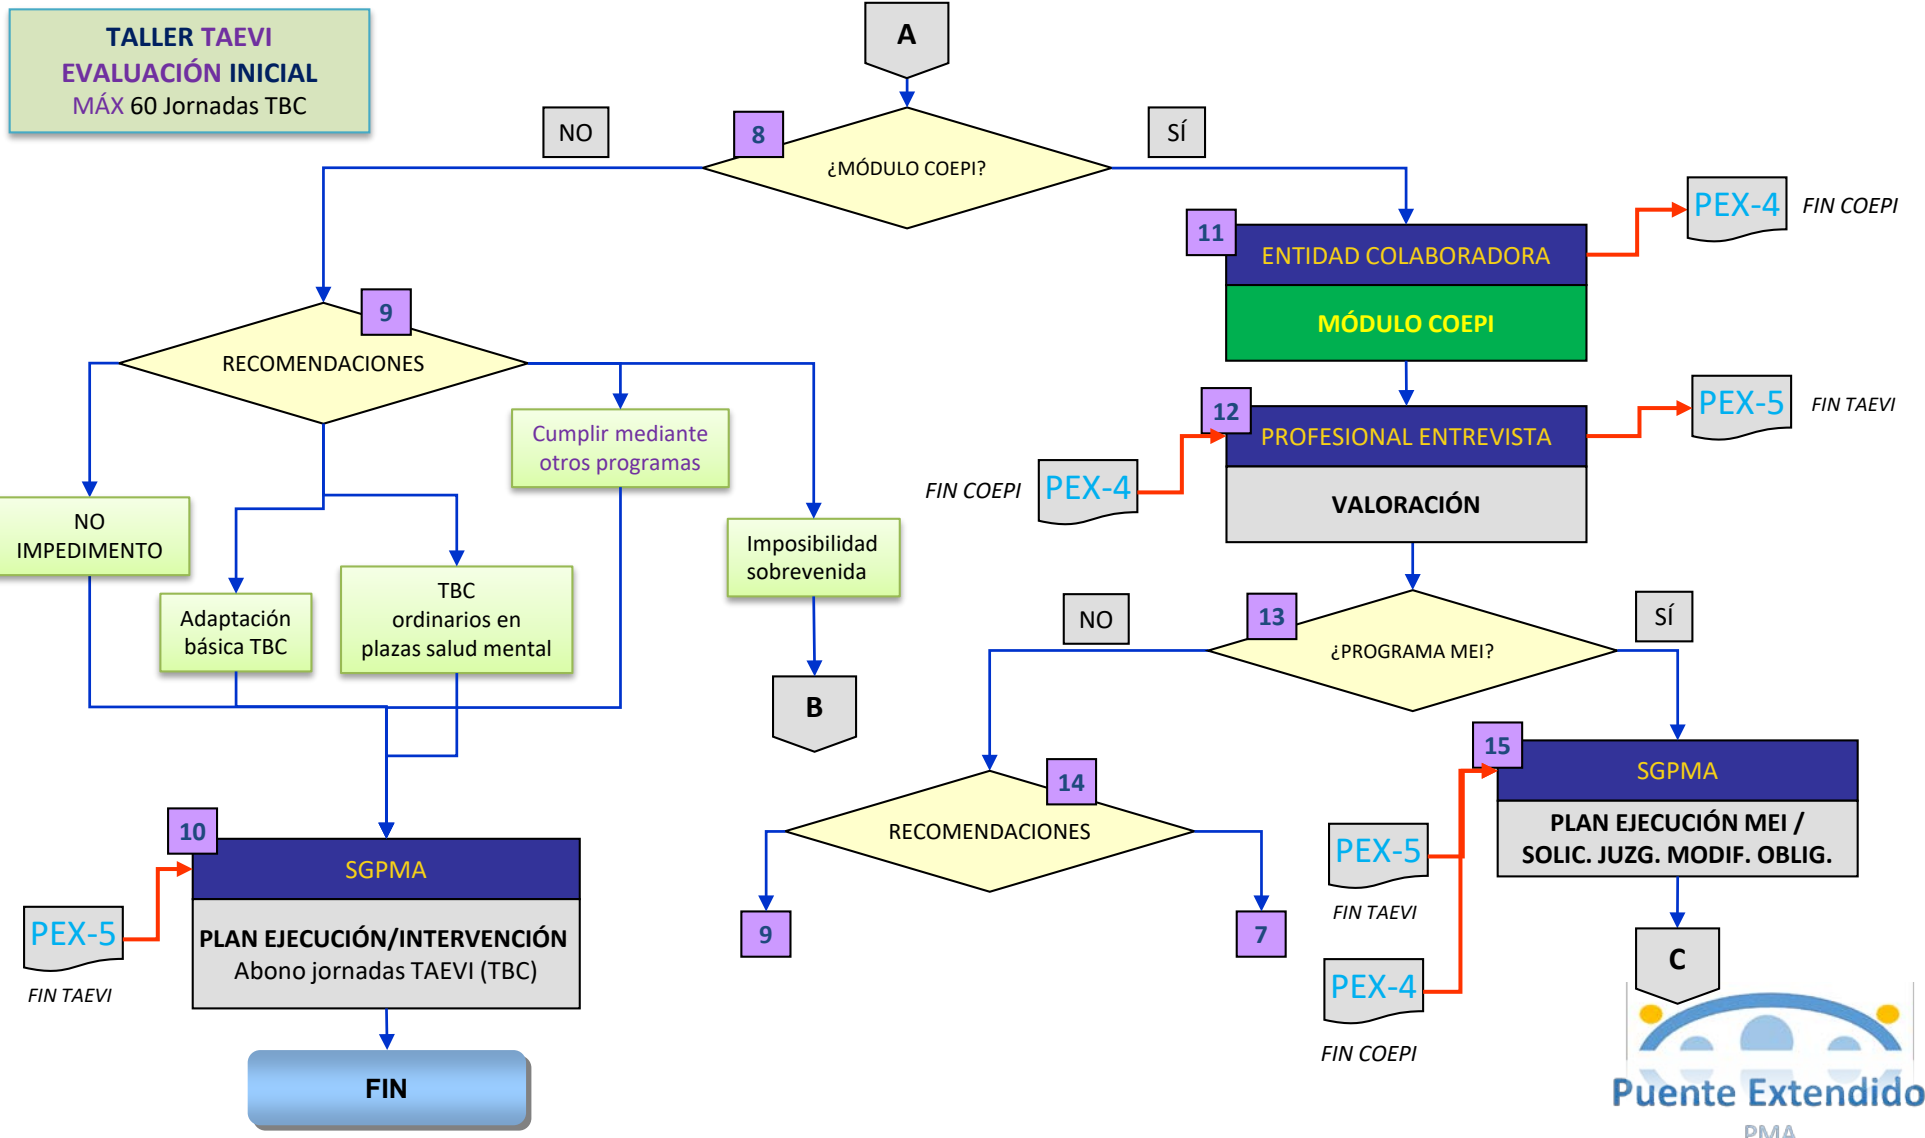 TALLER TAEVI
EVALUACIÓN INICIAL
MÁX 60 Jornadas TBC
A
NO
8
¿MÓDULO COEPI?
SÍ
PEX-4
FIN COEPI
11
ENTIDAD COLABORADORA
MÓDULO COEPI
9
RECOMENDACIONES
Cumplir mediante
otros programas
NO
IMPEDIMENTO
Adaptación
básica TBC
TBC
ordinarios en
plazas salud mental
Imposibilidad
sobrevenida
B
12
PROFESIONAL ENTREVISTA
VALORACIÓN
PEX-5
FIN TAEVI
FIN COEPI
PEX-4
NO
13
¿PROGRAMA MEI?
SÍ
14
RECOMENDACIONES
9
7
15
SGPMA
PLAN EJECUCIÓN MEI /
SOLIC. JUZG. MODIF. OBLIG.
PEX-5
FIN TAEVI
PEX-4
FIN COEPI
C
10
SGPMA
PLAN EJECUCIÓN/INTERVENCIÓN
Abono jornadas TAEVI (TBC)
PEX-5
FIN TAEVI
FIN
Puente Extendido
PMA